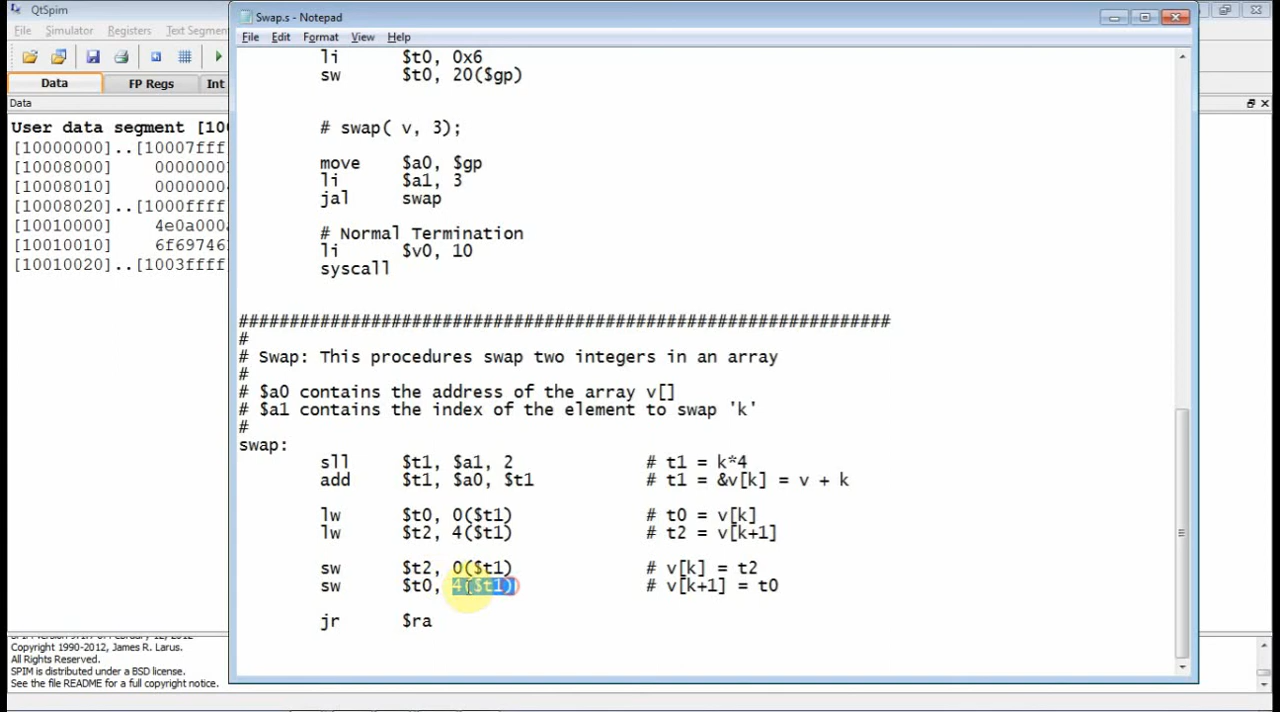 QtSpim
File Simulator Registers Text Segmen
Data FP Regs Int
Data
User data segment [10
[10000000]..[10007fff
[10008000] 0000000
[10008010] 0000000
[10008020]..[1000ffff
[10010000] 4e0a000
[10010010] 6f69746
[10010020]..[1003ffff
Copyright 1990-2012, James R. Larus.
All Rights Reserved.
SPIM is distributed under a BSD license.
See the file README for a full copyright notice.
Swap.s - Notepad
File Edit Format View Help
li $t0, 0x6
sw $t0, 20($gp)
# swap( v, 3);
move $a0, $gp
li $a1, 3
jal swap
# Normal Termination
li $v0, 10
syscall
################################################################
#
# Swap: This procedures swap two integers in an array
#
# $a0 contains the address of the array v[]
# $a1 contains the index of the element to swap 'k'
#
swap:
sll $t1, $a1, 2 # t1 = k*4
add $t1, $a0, $t1 # t1 = &v[k] = v + k
lw $t0, 0($t1) # t0 = v[k]
lw $t2, 4($t1) # t2 = v[k+1]
sw $t2, 0($t1) # v[k] = t2
sw $t0, 4($t1) # v[k+1] = t0
jr $ra